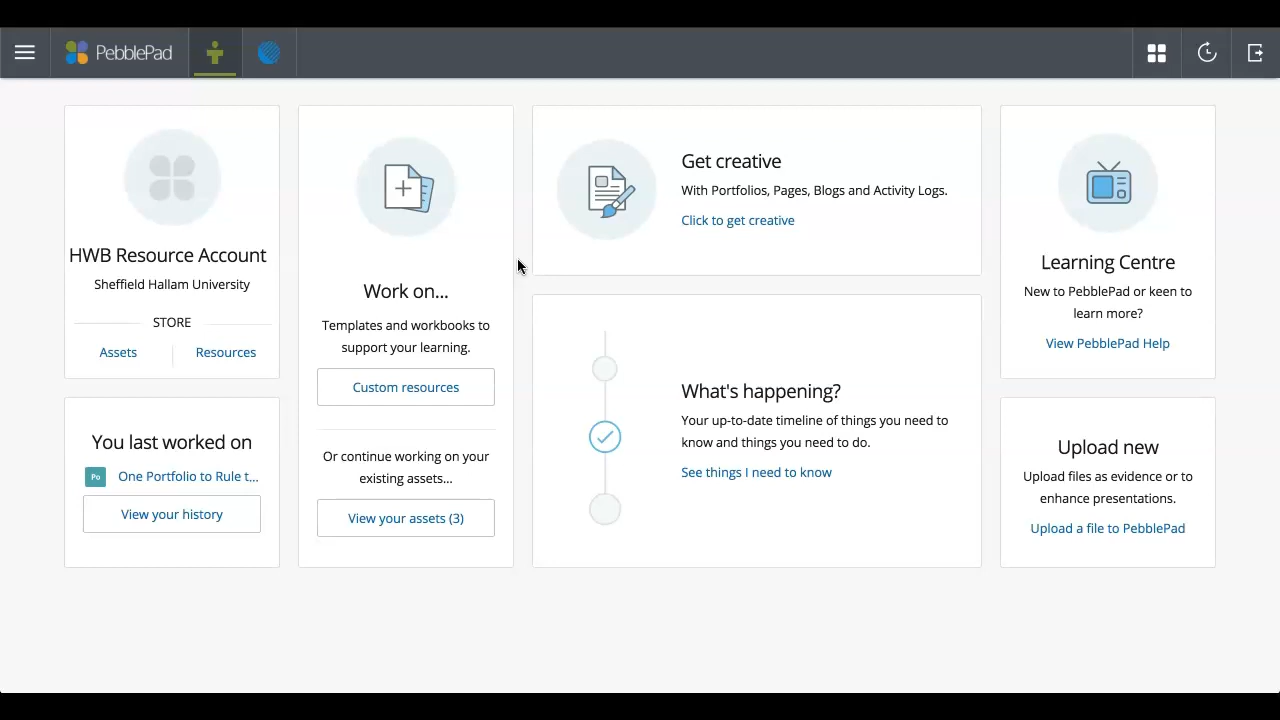 PebblePad
HWB Resource Account
Sheffield Hallam University
STORE
Assets
Resources
You last worked on
Po
One Portfolio to Rule t...
View your history
Work on...
Templates and workbooks to
support your learning.
Custom resources
Or continue working on your
existing assets...
View your assets (3)
Get creative
With Portfolios, Pages, Blogs and Activity Logs.
Click to get creative
What's happening?
Your up-to-date timeline of things you need to
know and things you need to do.
See things I need to know
Learning Centre
New to PebblePad or keen to
learn more?
View PebblePad Help
Upload new
Upload files as evidence or to
enhance presentations.
Upload a file to PebblePad